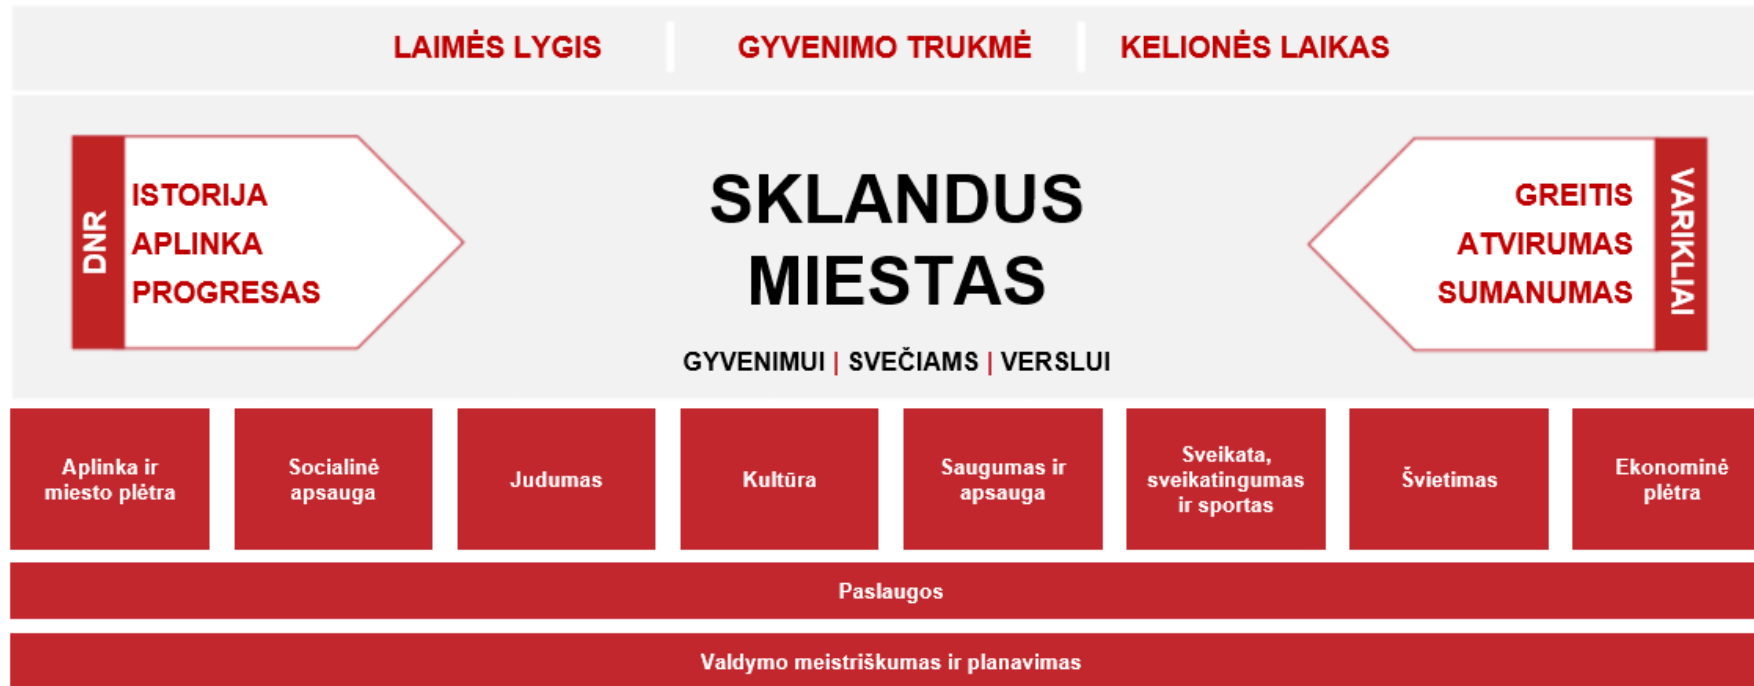 LAIMĖS LYGIS
GYVENIMO TRUKMĖ
KELIONĖS LAIKAS
DNR
ISTORIJA
APLINKA
PROGRESAS
SKLANDUS
MIESTAS
GYVENIMUI | SVEČIAMS | VERSLUI
GREITIS
ATVIRUMAS
SUMANUMAS
VARIKLIAI
Aplinka ir
miesto plėtra
Socialinė
apsauga
Judumas
Kultūra
Saugumas ir
apsauga
Sveikata,
sveikatingumas
ir sportas
Švietimas
Ekonominė
plėtra
Paslaugos
Valdymo meistriškumas ir planavimas